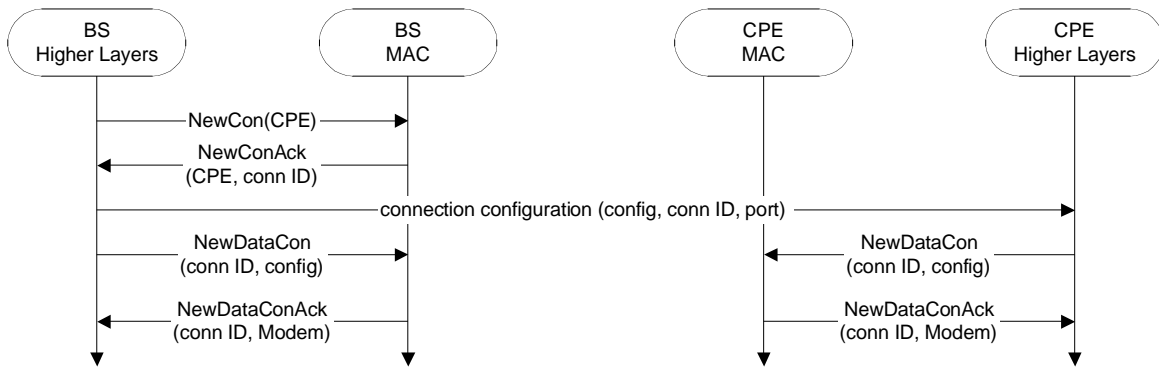 BS
Higher Layers
BS
MAC
CPE
MAC
CPE
Higher Layers
NewCon(CPE)
NewConAck
(CPE, conn ID)
connection configuration (config, conn ID, port)
NewDataCon
(conn ID, config)
NewDataCon
(conn ID, config)
NewDataConAck
(conn ID, Modem)
NewDataConAck
(conn ID, Modem)